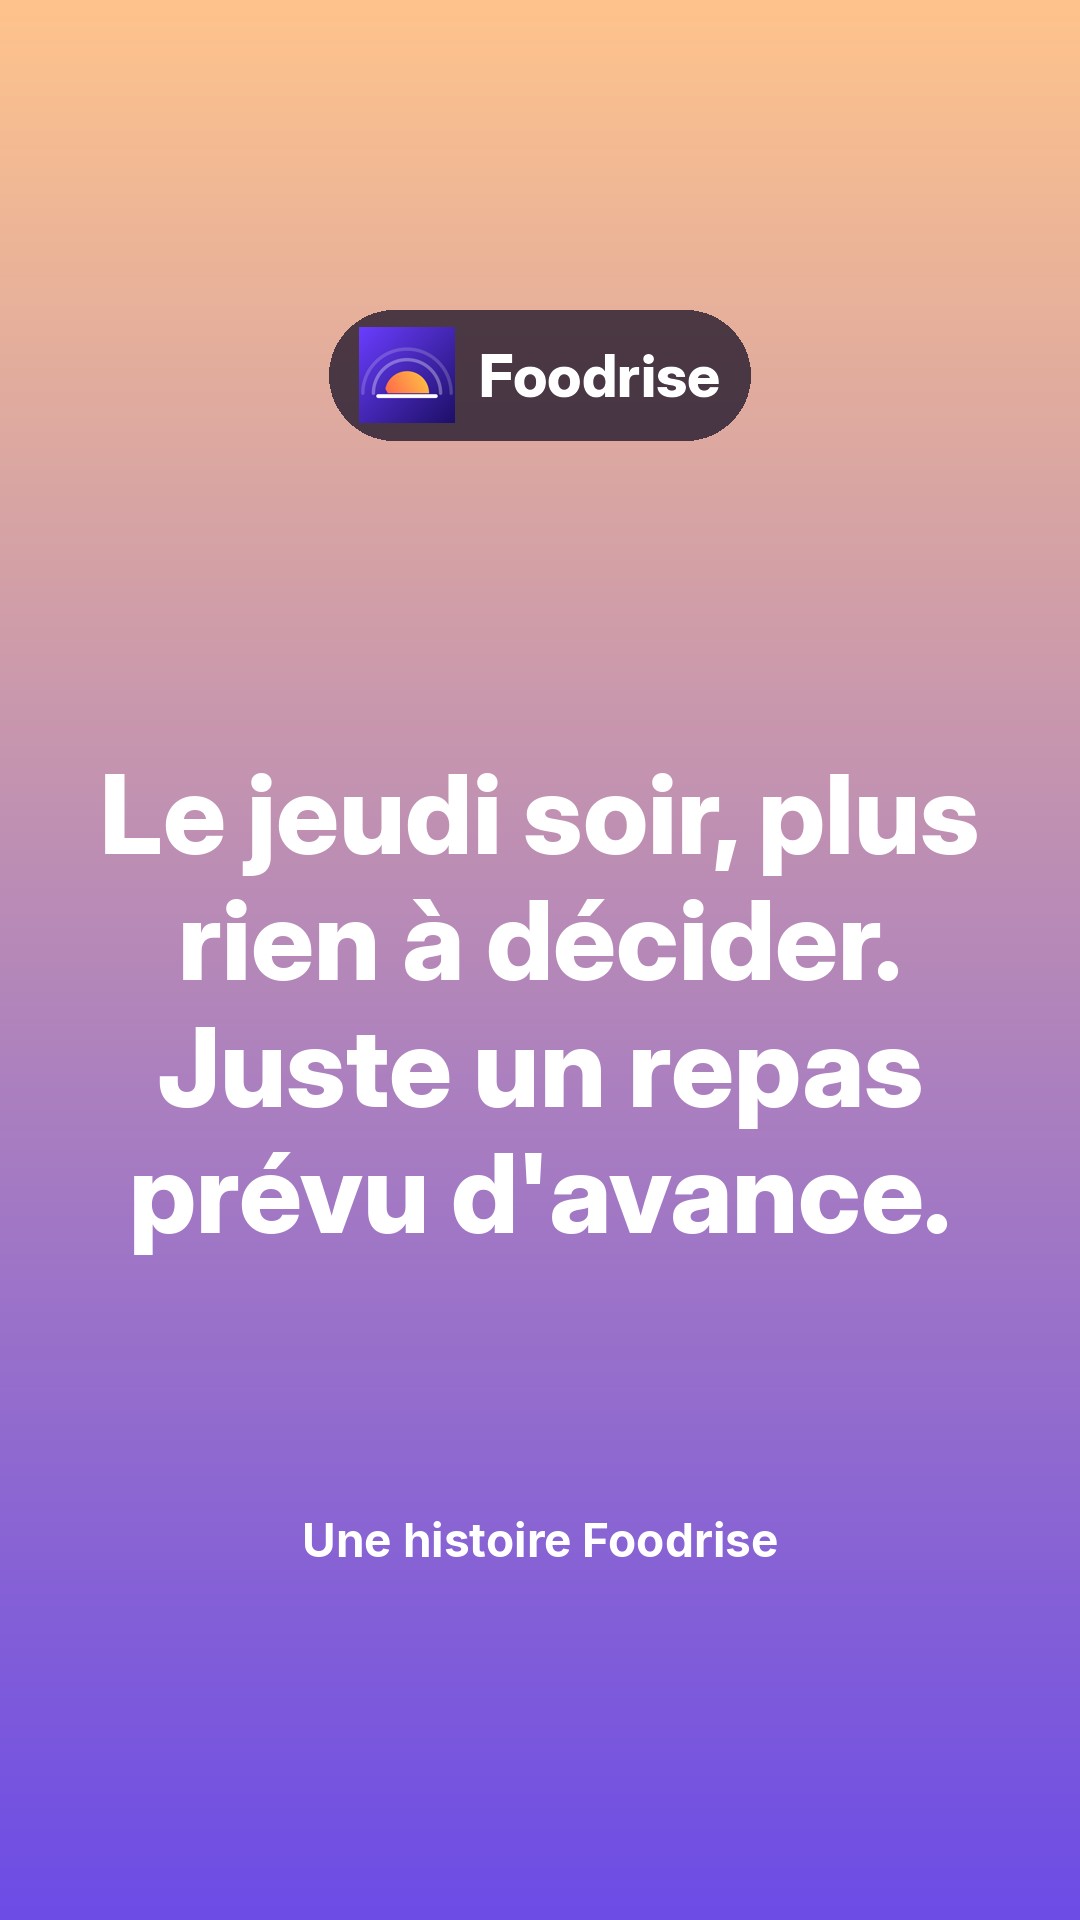 Foodrise
Le jeudi soir, plus
rien à décider.
Juste un repas
prévu d'avance.
Une histoire Foodrise